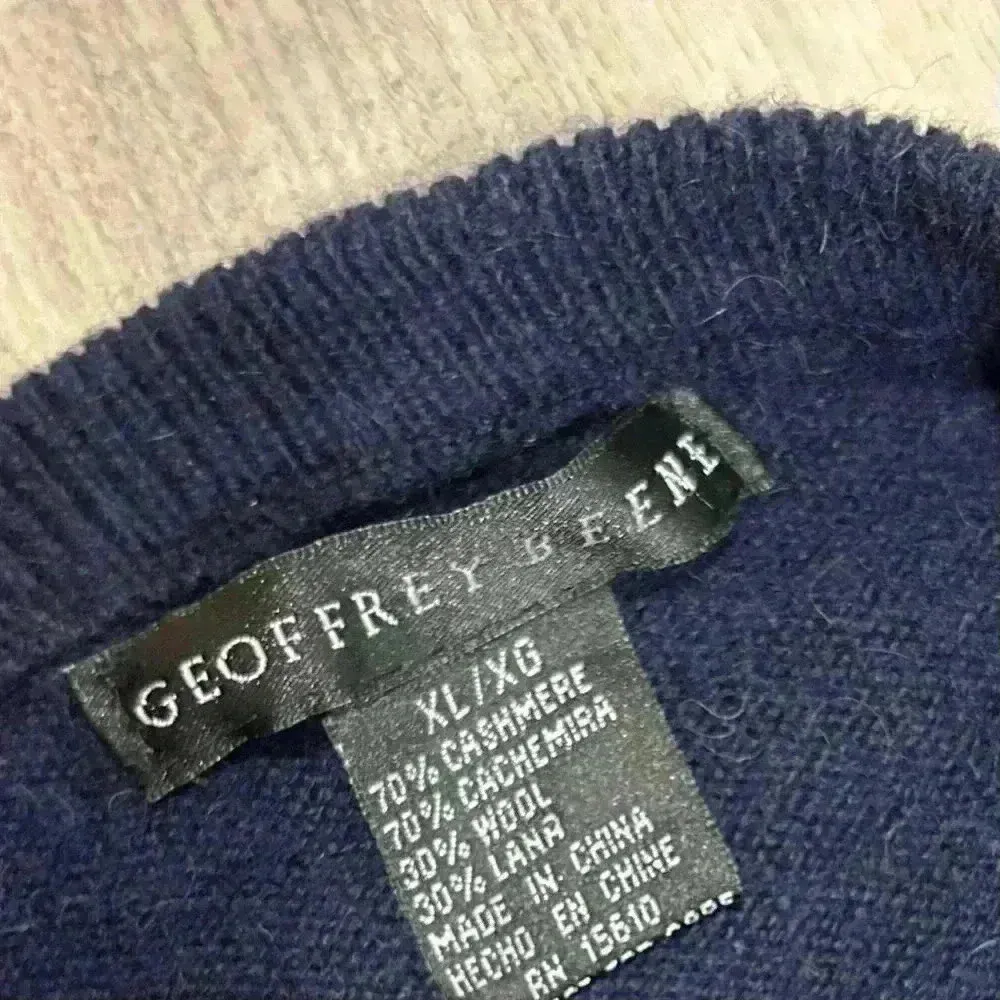 GEOFFREY BEENE
XL/XG
70% CASHMERE
70% CACHEMIRA
30% WOOL
30% LANA
MADE IN CHINA
HECHO EN CHINE
RN 15610